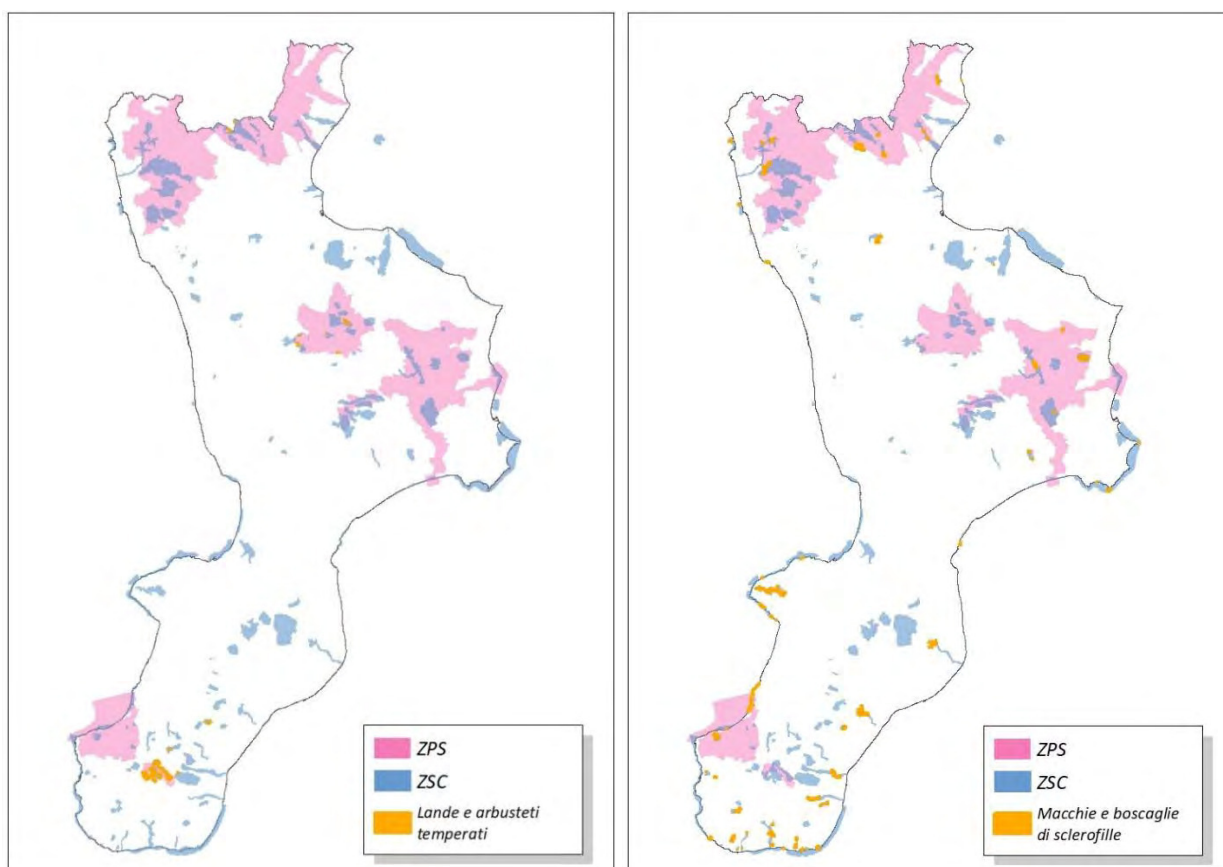 ZPS
ZSC
Lande e arbusteti
temperati
ZPS
ZSC
Macchie e boscaglie
di sclerofille